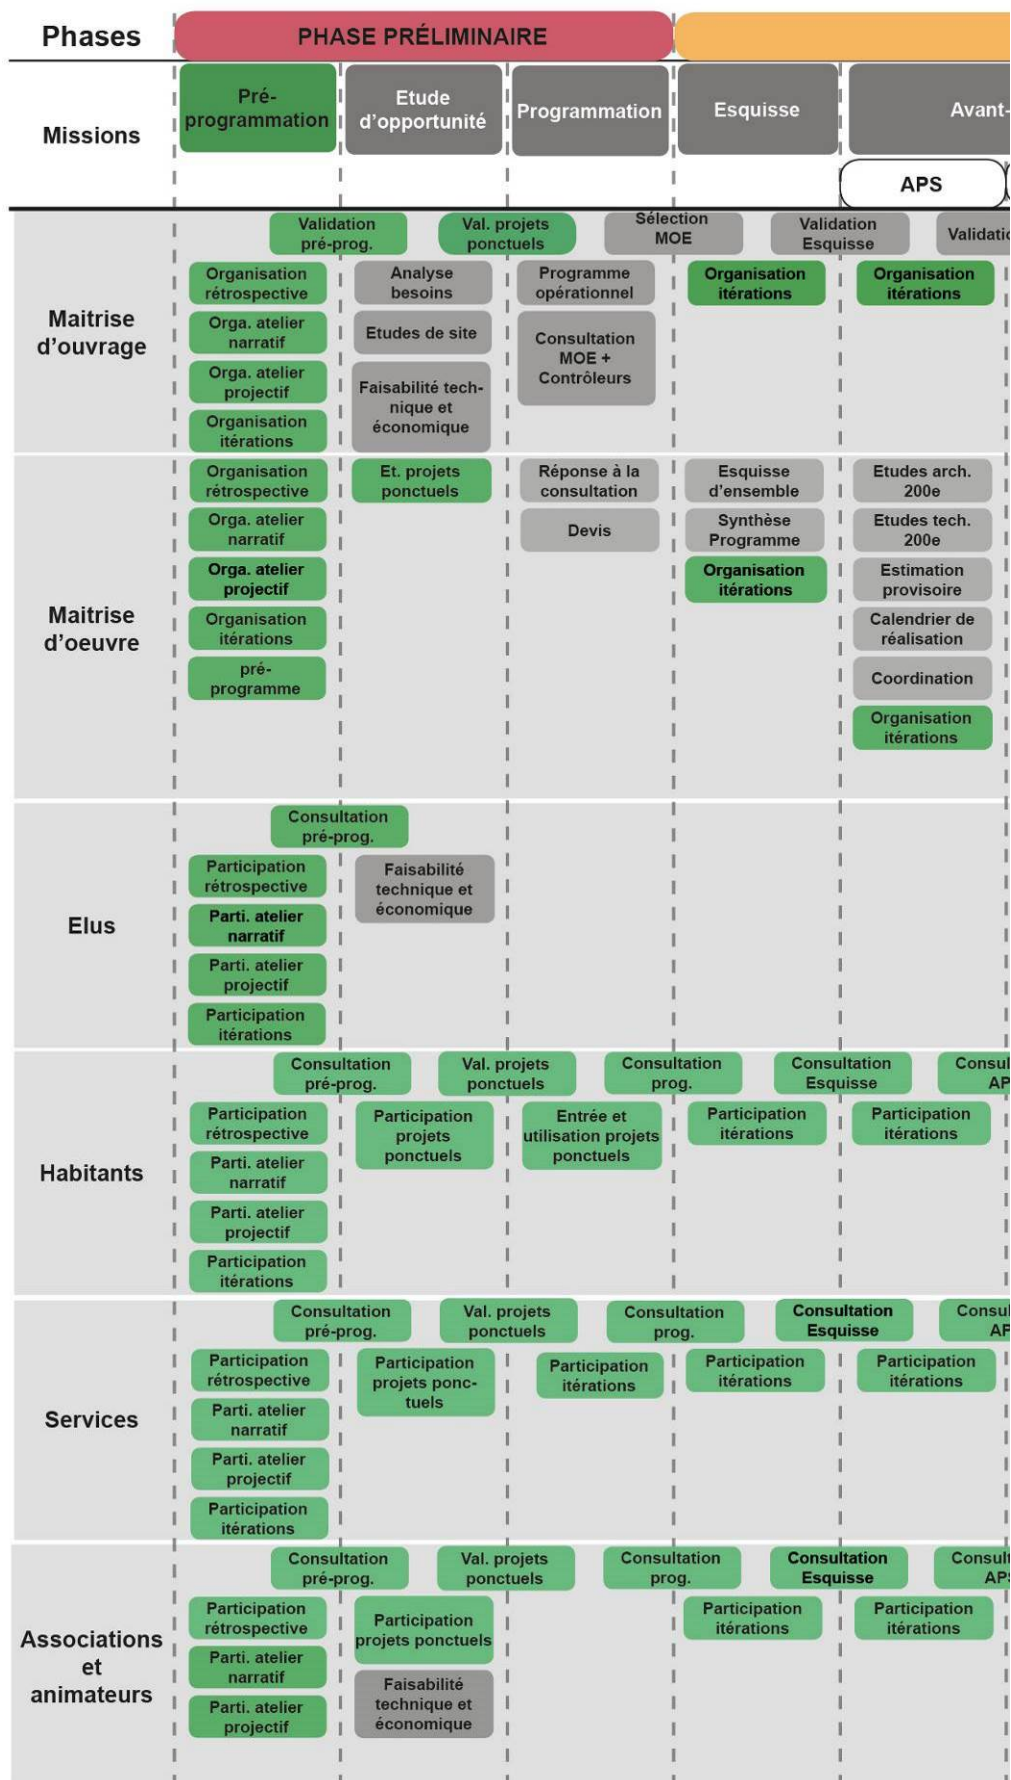 Phases
PHASE PRÉLIMINAIRE
Missions
Pré-
programmation
Etude
d'opportunité
Programmation
Esquisse
Avant-
APS
Maitrise
d'ouvrage
Validation
pré-prog.
Val. projets
ponctuels
Sélection
MOE
Validation
Esquisse
Validatio
Organisation
rétrospective
Orga. atelier
narratif
Orga. atelier
projectif
Organisation
itérations
Analyse
besoins
Etudes de site
Faisabilité tech-
nique et
économique
Programme
opérationnel
Consultation
MOE +
Contrôleurs
Organisation
itérations
Organisation
itérations
Maitrise
d'oeuvre
Organisation
rétrospective
Orga. atelier
narratif
Orga. atelier
projectif
Organisation
itérations
pré-
programme
Et. projets
ponctuels
Réponse à la
consultation
Devis
Esquisse
d'ensemble
Synthèse
Programme
Organisation
itérations
Etudes arch.
200e
Etudes tech.
200e
Estimation
provisoire
Calendrier de
réalisation
Coordination
Organisation
itérations
Elus
Consultation
pré-prog.
Participation
rétrospective
Parti. atelier
narratif
Parti. atelier
projectif
Participation
itérations
Faisabilité
technique et
économique
Habitants
Consultation
pré-prog.
Val. projets
ponctuels
Consultation
prog.
Consultation
Esquisse
Consul
AP
Participation
rétrospective
Parti. atelier
narratif
Parti. atelier
projectif
Participation
itérations
Participation
projets
ponctuels
Entrée et
utilisation projets
ponctuels
Participation
itérations
Participation
itérations
Services
Consultation
pré-prog.
Val. projets
ponctuels
Consultation
prog.
Consultation
Esquisse
Consul
AP
Participation
rétrospective
Parti. atelier
narratif
Parti. atelier
projectif
Participation
itérations
Participation
projets ponc-
tuels
Participation
itérations
Participation
itérations
Participation
itérations
Associations
et
animateurs
Consultation
pré-prog.
Val. projets
ponctuels
Consultation
prog.
Consultation
Esquisse
Consult
APS
Participation
rétrospective
Parti. atelier
narratif
Parti. atelier
projectif
Participation
projets ponctuels
Faisabilité
technique et
économique
Participation
itérations
Participation
itérations